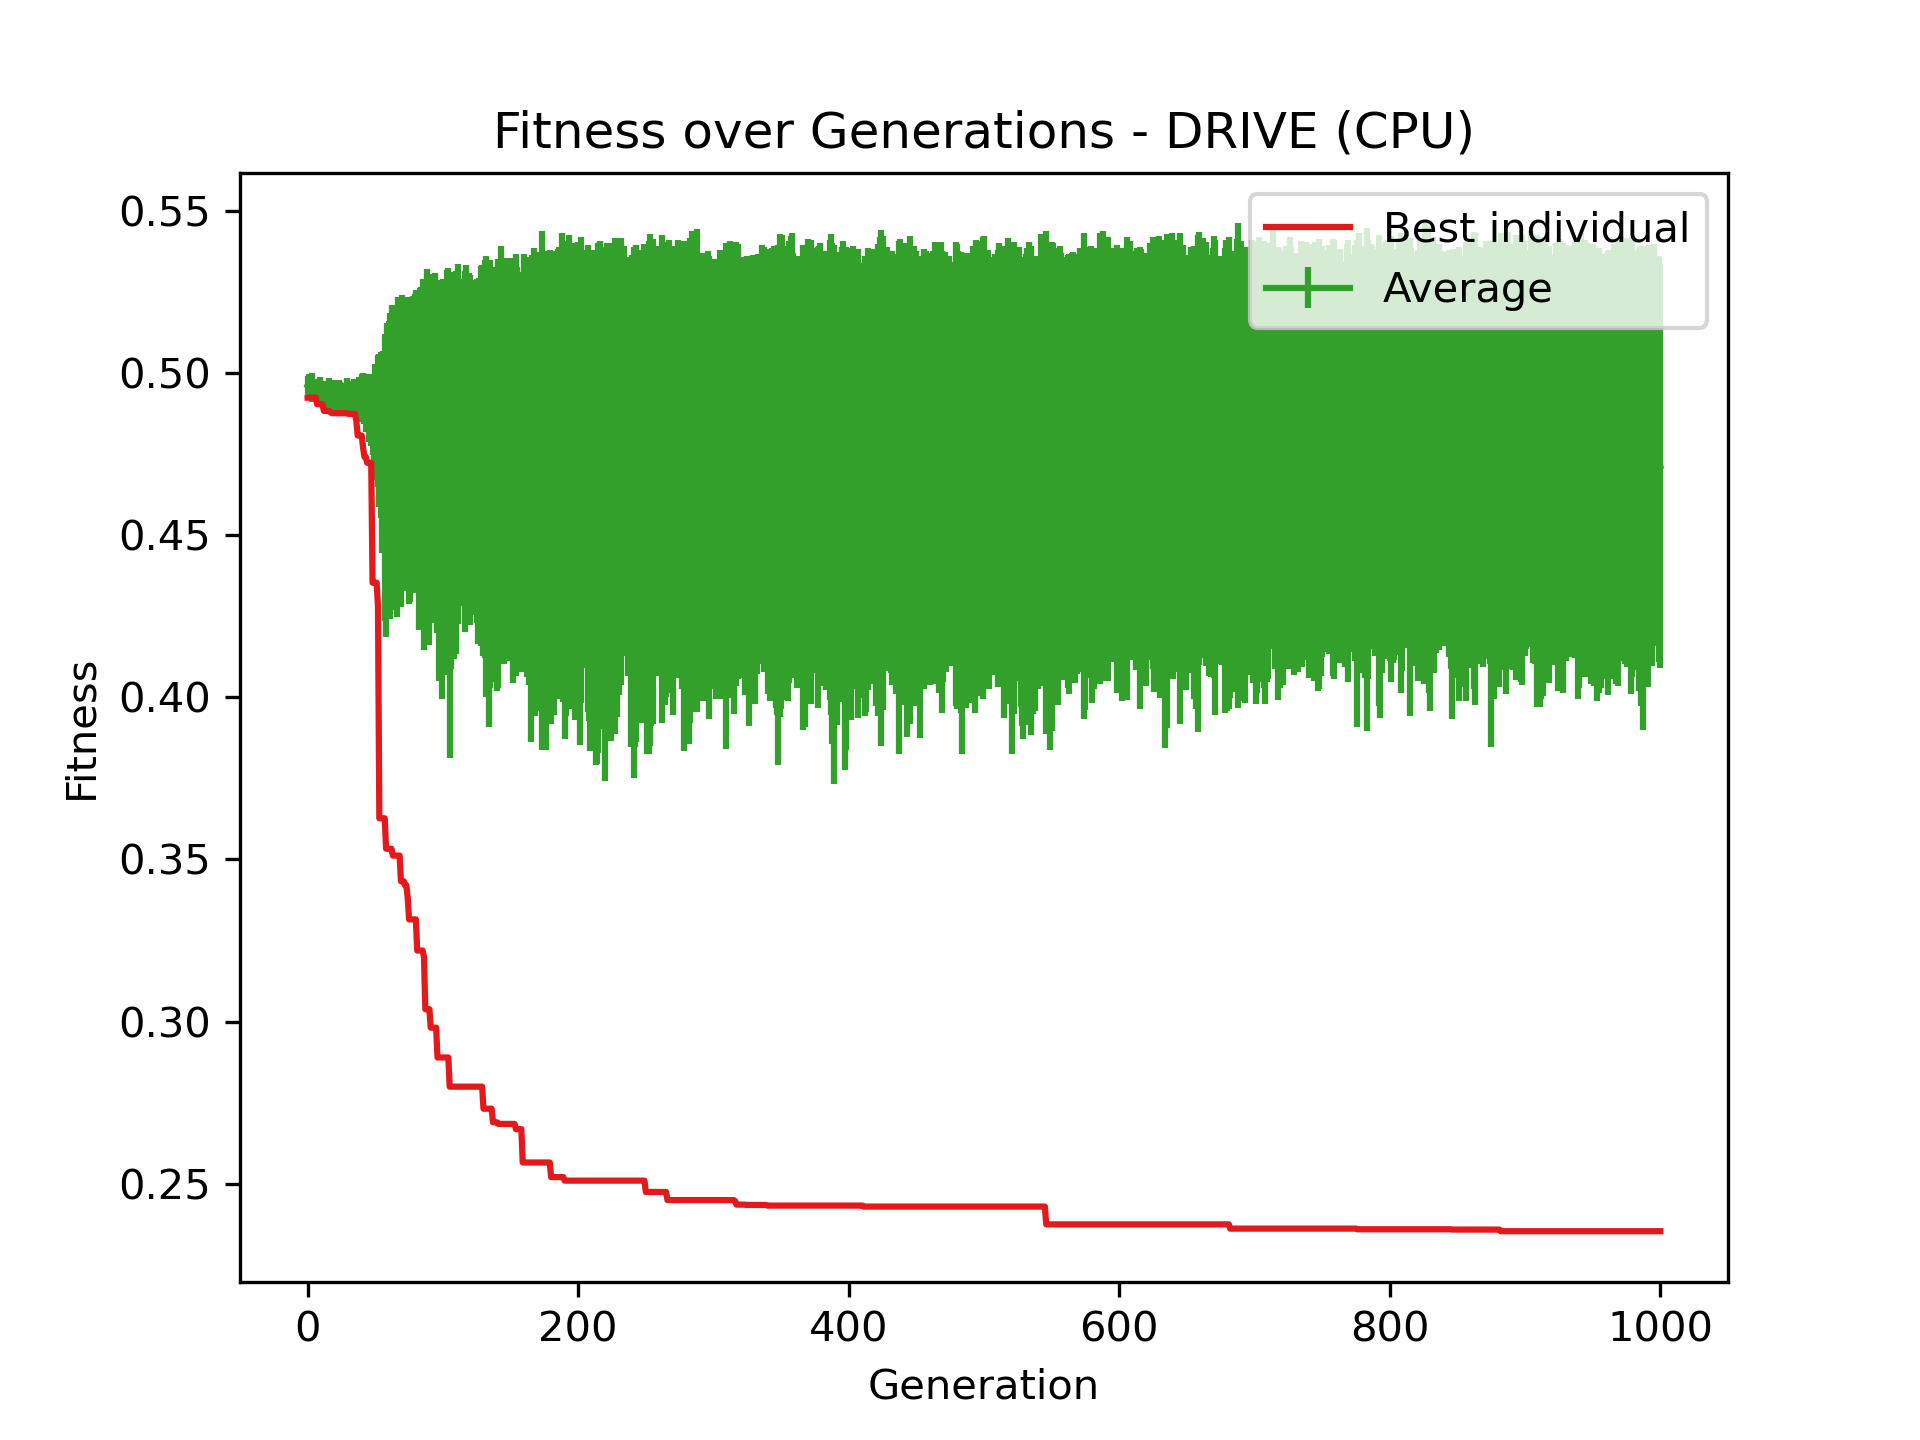 Fitness over Generations - DRIVE (CPU)
Best individual
Average
0.55
0.50
0.45
0.40
0.35
0.30
0.25
Fitness
0 200 400 600 800 1000
Generation